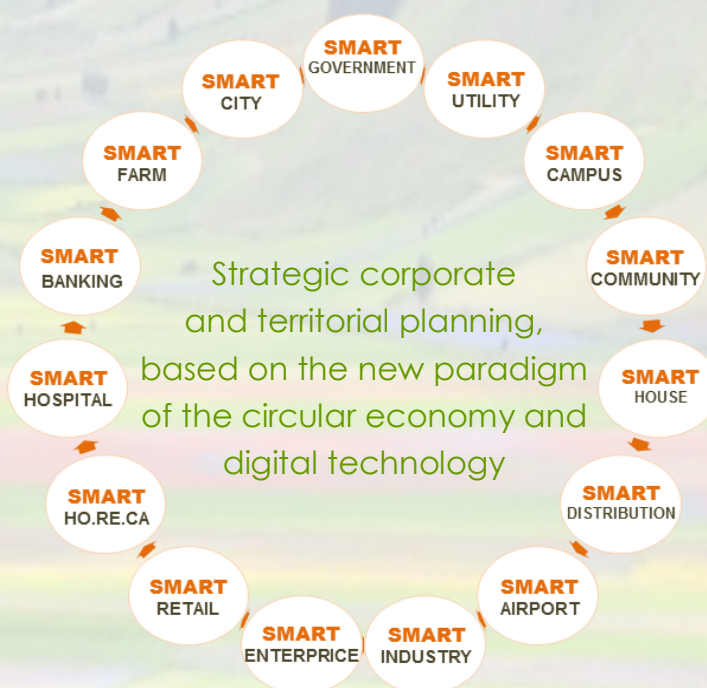 SMART
GOVERNMENT
SMART
UTILITY
SMART
CAMPUS
SMART
COMMUNITY
SMART
HOUSE
SMART
DISTRIBUTION
SMART
AIRPORT
SMART
INDUSTRY
SMART
ENTERPRICE
SMART
RETAIL
SMART
HO.RE.CA
SMART
HOSPITAL
SMART
BANKING
SMART
FARM
SMART
CITY
Strategic corporate
and territorial planning,
based on the new paradigm
of the circular economy and
digital technology